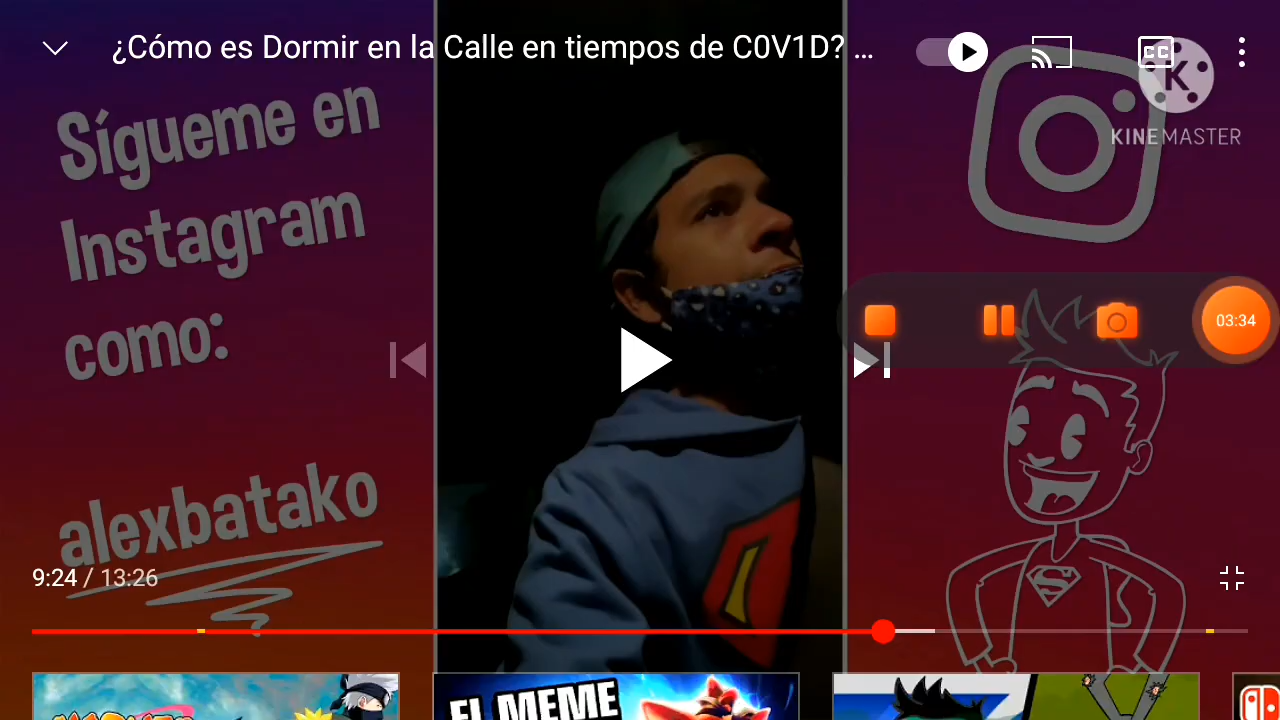 ¿Cómo es Dormir en la Calle en tiempos de C0V1D? ...
CC
K
KINEMASTER
Sígueme en
Instagram
como:
alexbatako
03:34
S
9:24 / 13:26
EL MEME